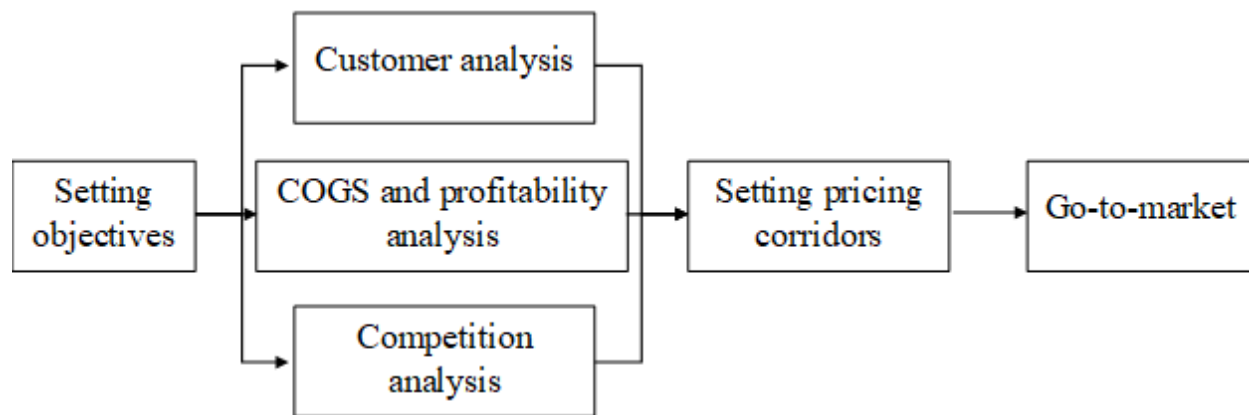 Setting
objectives
Customer analysis
COGS and profitability
analysis
Competition
analysis
Setting pricing
corridors
Go-to-market